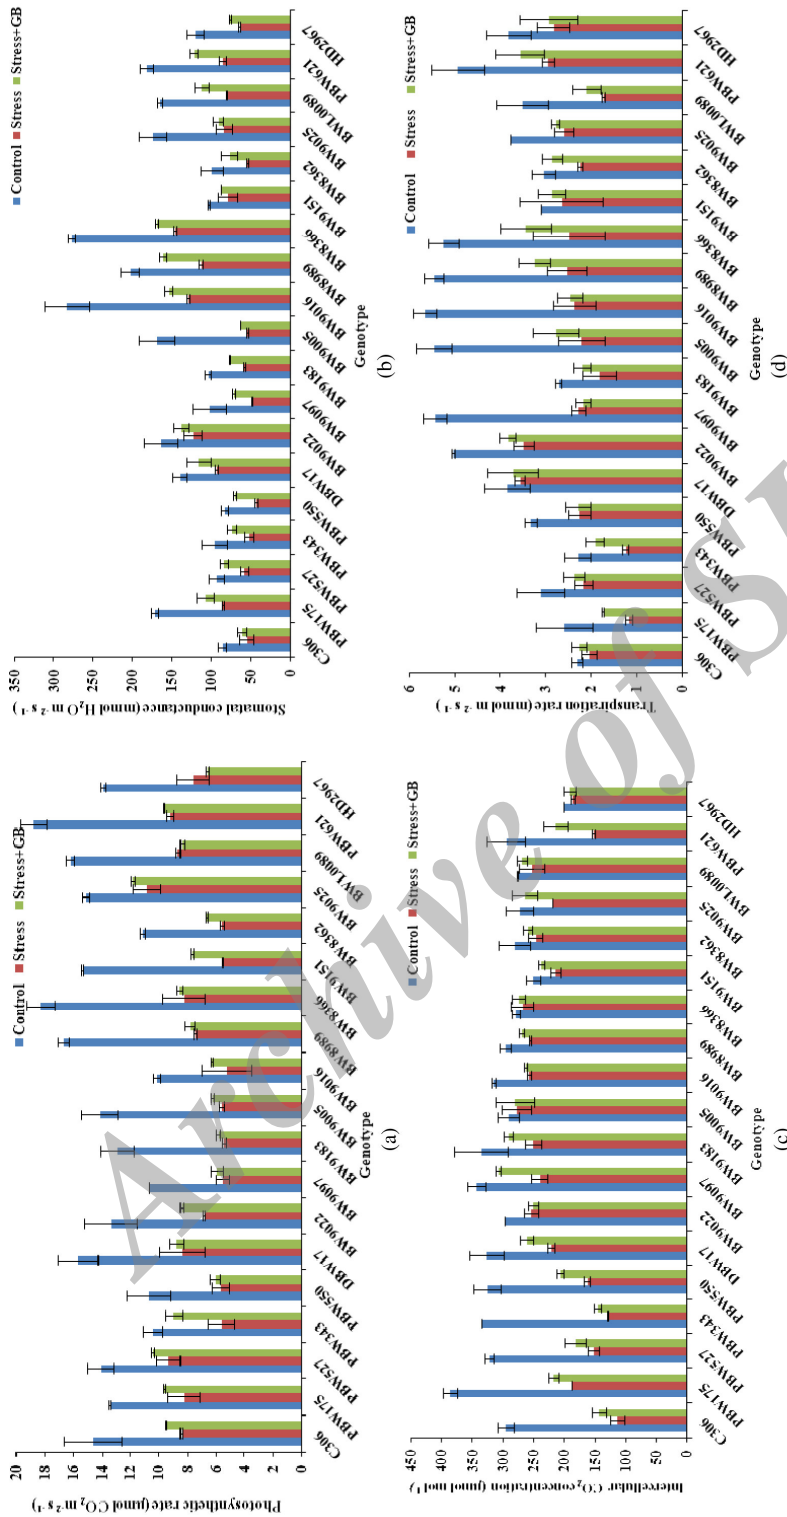 Control Stress Stress+GB
Photosynthetic rate (µmol CO₂ m⁻² s⁻¹)
20
18
16
14
12
10
8
6
4
2
0
C306 PBW175 PBW527 PBW343 PBW550 DBW17 BW9022 BW9097 BW9183 BW9005 BW9016 BW8989 BW8366 BW9151 BW8362 BW9025 BWL0089 PBW621 HD2967
Genotype
(a)
Control Stress Stress+GB
Stomatal conductance (mmol H₂O m⁻² s⁻¹)
350
300
250
200
150
100
50
0
C306 PBW175 PBW527 PBW343 PBW550 DBW17 BW9022 BW9097 BW9183 BW9005 BW9016 BW8989 BW8366 BW9151 BW8362 BW9025 BWL0089 PBW621 HD2967
Genotype
(b)
Control Stress Stress+GB
Intercellular CO₂ concentration (µmol mol⁻¹)
450
400
350
300
250
200
150
100
50
0
C306 PBW175 PBW527 PBW343 PBW550 DBW17 BW9022 BW9097 BW9183 BW9005 BW9016 BW8989 BW8366 BW9151 BW8362 BW9025 BWL0089 PBW621 HD2967
Genotype
(c)
Control Stress Stress+GB
Transpiration rate (mmol m⁻² s⁻¹)
6
5
4
3
2
1
0
C306 PBW175 PBW527 PBW343 PBW550 DBW17 BW9022 BW9097 BW9183 BW9005 BW9016 BW8989 BW8366 BW9151 BW8362 BW9025 BWL0089 PBW621 HD2967
Genotype
(d)
Archive of